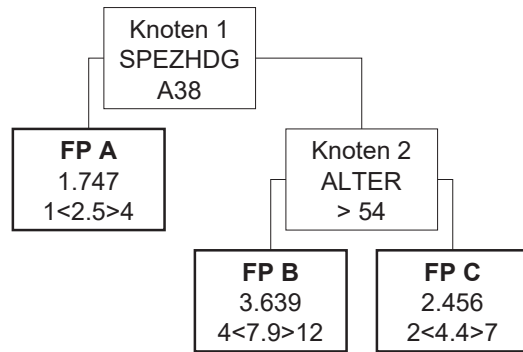 Knoten 1
SPEZHDG
A38
FP A
1.747
1<2.5>4
Knoten 2
ALTER
> 54
FP B
3.639
4<7.9>12
FP C
2.456
2<4.4>7